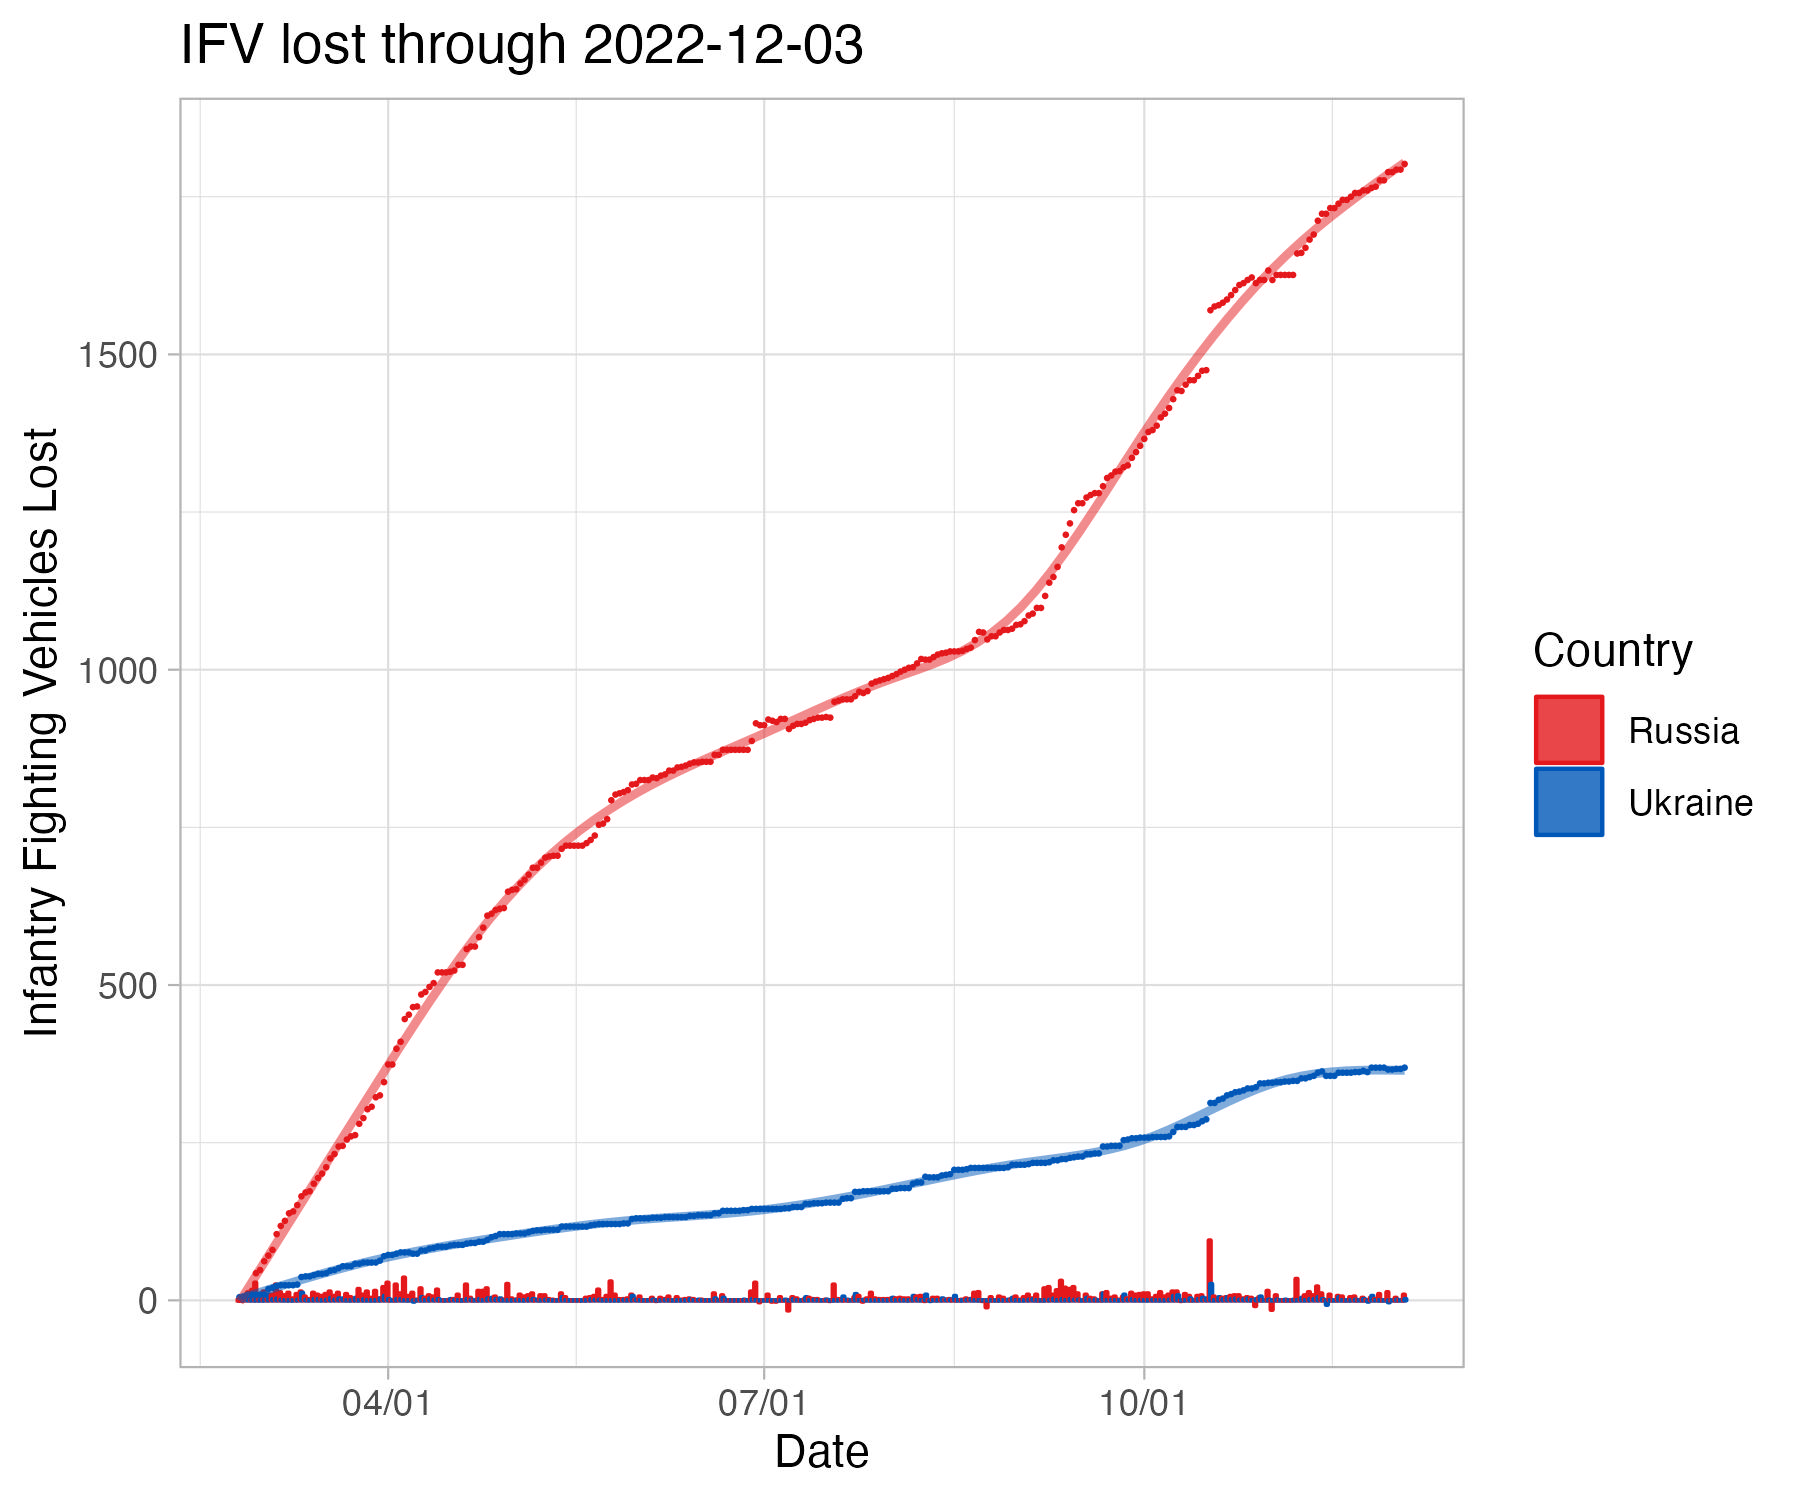 IFV lost through 2022-12-03
Infantry Fighting Vehicles Lost
1500
1000
500
0
04/01
07/01
10/01
Date
Country
Russia
Ukraine